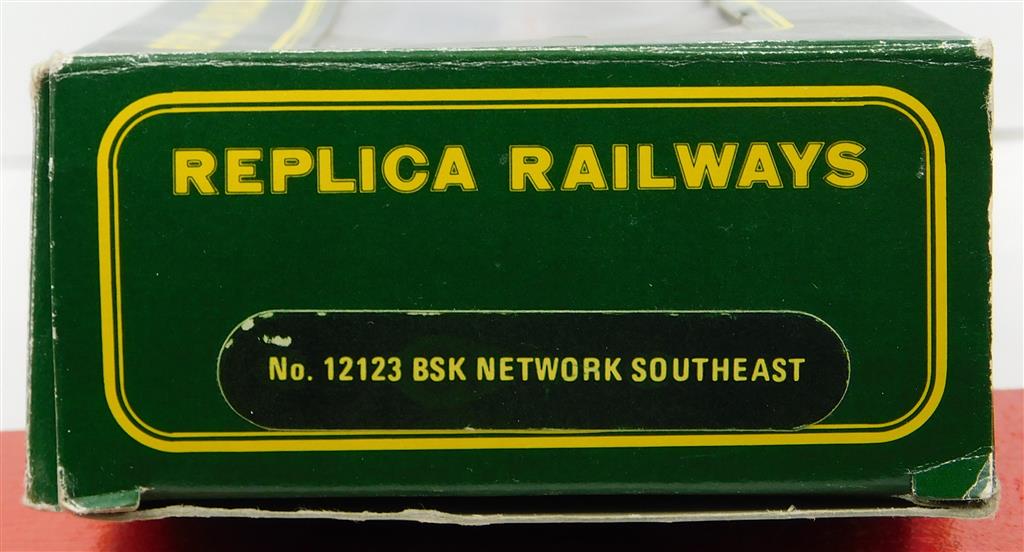 REPLICA RAILWAYS
No. 12123 BSK NETWORK SOUTHEAST